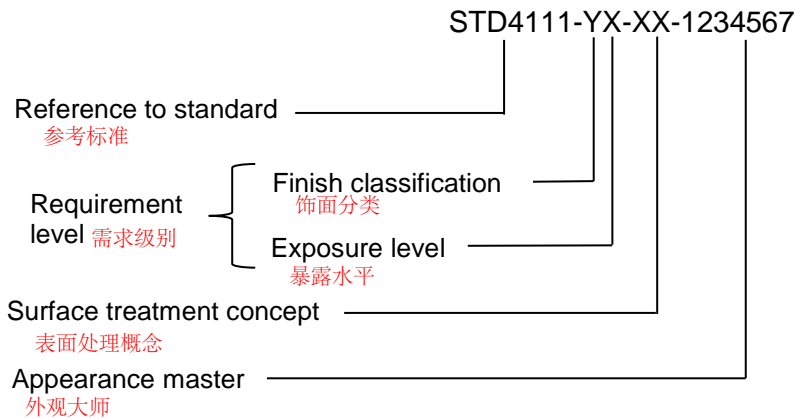 STD4111-YX-XX-1234567
Reference to standard
参考标准
Finish classification
饰面分类
Requirement
level 需求级别
Exposure level
暴露水平
Surface treatment concept
表面处理概念
Appearance master
外观大师